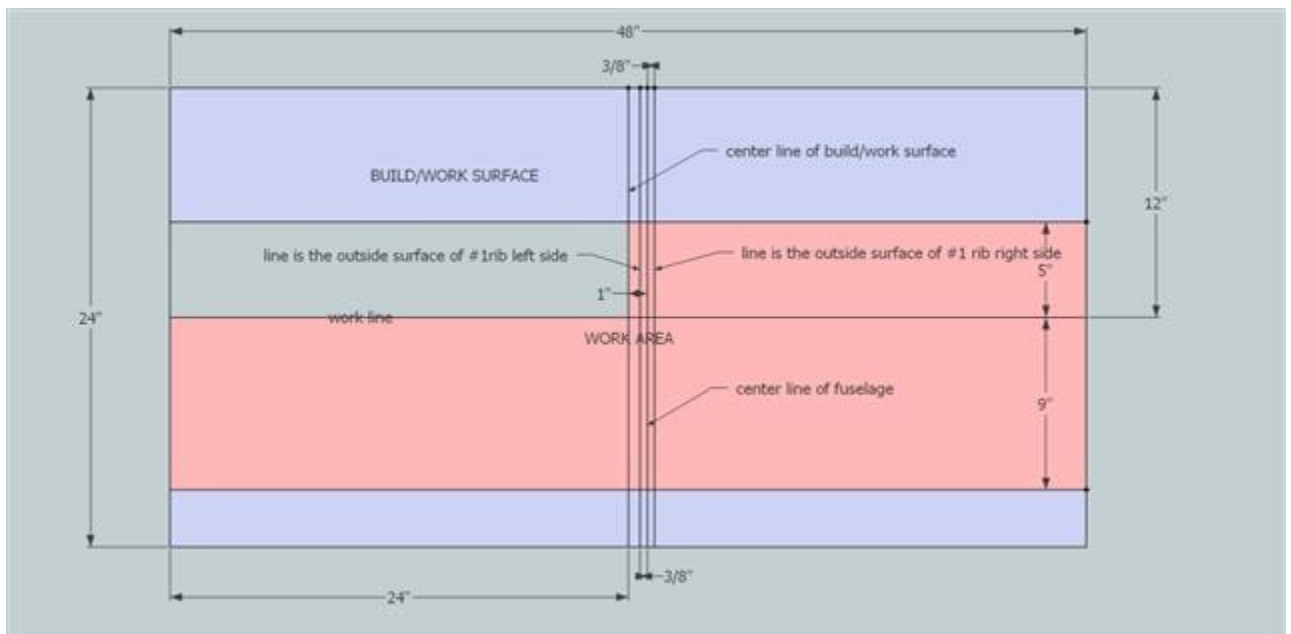 48"
3/8"
center line of build/work surface
BUILD/WORK SURFACE
12"
line is the outside surface of #1rib left side
line is the outside surface of #1 rib right side
5"
1"
24"
work line
WORK AREA
center line of fuselage
9"
3/8"
24"